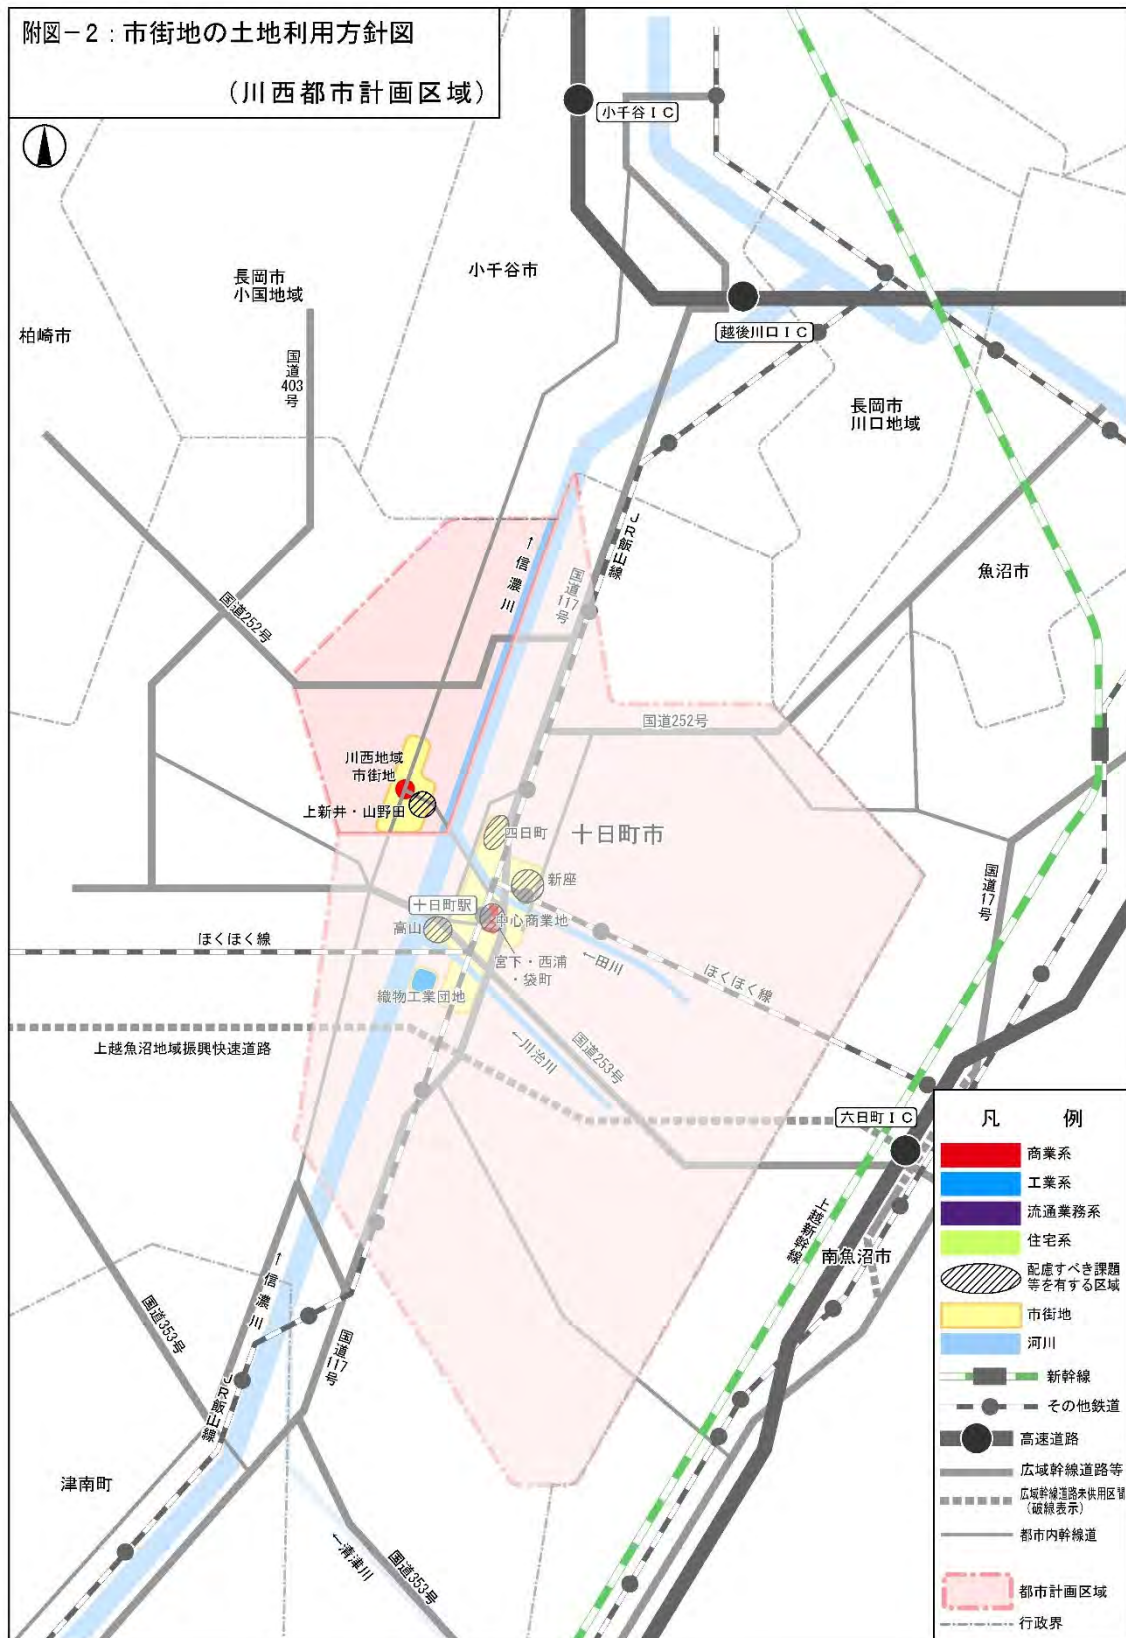 附図－2：市街地の土地利用方針図
（川西都市計画区域）
小千谷ＩＣ
小千谷市
長岡市
小国地域
柏崎市
国道403号
越後川口ＩＣ
長岡市
川口地域
ＪＲ飯山線
←信濃川
国道117号
魚沼市
国道252号
国道252号
川西地域
市街地
上新井・山野田
四日町
十日町市
新座
国道17号
十日町駅
中心商業地
高山
ほくほく線
宮下・西浦
・袋町
←田川
ほくほく線
織物工業団地
上越魚沼地域振興快速道路
←川治川
国道253号
六日町ＩＣ
上越新幹線
南魚沼市
←信濃川
国道353号
国道117号
ＪＲ飯山線
津南町
←清津川
国道353号
凡例
商業系
工業系
流通業務系
住宅系
配慮すべき課題
等を有する区域
市街地
河川
新幹線
その他鉄道
高速道路
広域幹線道路等
広域幹線道路未供用区間
（破線表示）
都市内幹線道
都市計画区域
行政界